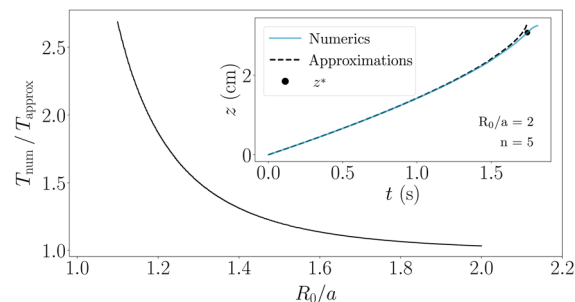 T_num / T_approx
2.5
2.0
1.5
1.0
1.0 1.2 1.4 1.6 1.8 2.0 2.2
R_0/a
z (cm)
2
0
0.0 0.5 1.0 1.5
t (s)
Numerics
Approximations
z*
R_0/a = 2
n = 5